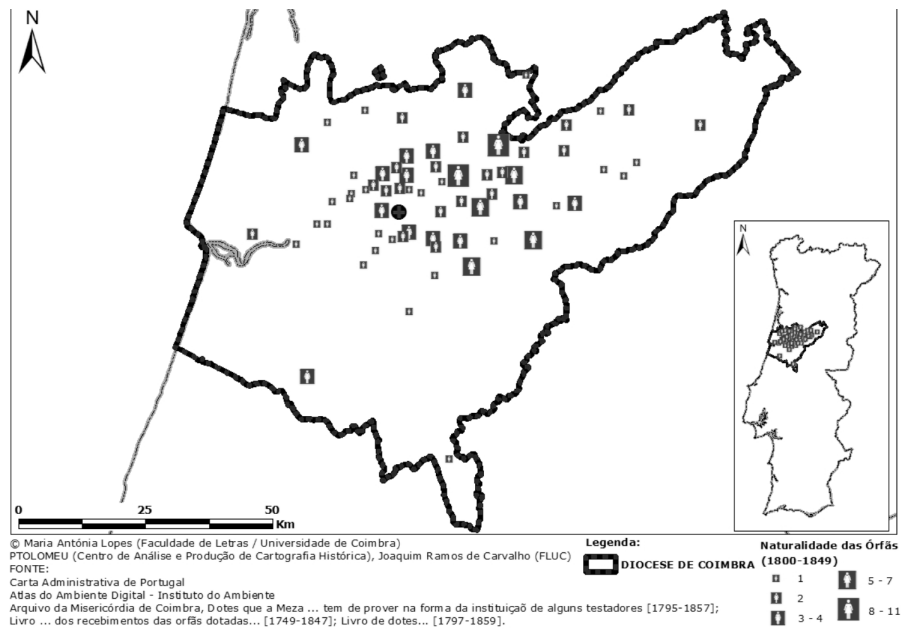 N
N
0 25 50
Km
© Maria Antónia Lopes (Faculdade de Letras / Universidade de Coimbra)
PTOLOMEU (Centro de Análise e Produção de Cartografia Histórica), Joaquim Ramos de Carvalho (FLUC)
FONTE:
Carta Administrativa de Portugal
Atlas do Ambiente Digital - Instituto do Ambiente
Arquivo da Misericórdia de Coimbra, Dotes que a Meza ... tem de prover na forma da instituiçaõ de alguns testadores [1795-1857];
Livro ... dos recebimentos das orfãs dotadas... [1749-1847]; Livro de dotes... [1797-1859].
Legenda:
DIOCESE DE COIMBRA
Naturalidade das Órfãs
(1800-1849)
1
2
3 - 4
5 - 7
8 - 11